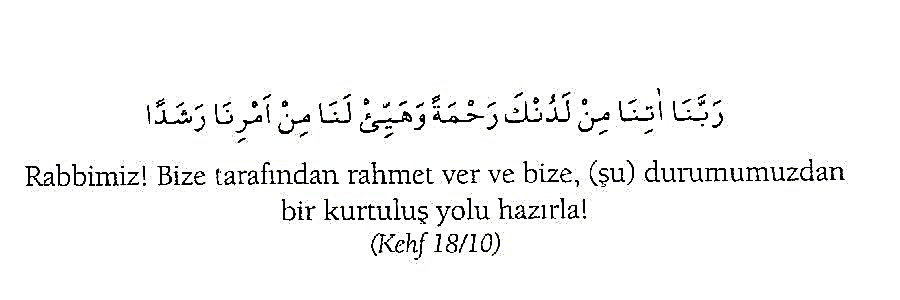 رَبَّنَا اٰتِنَا مِنْ لَدُنْكَ رَحْمَةً وَهَيِّئْ لَنَا مِنْ اَمْرِنَا رَشَدًا
Rabbimiz! Bize tarafından rahmet ver ve bize, (şu) durumumuzdan
bir kurtuluş yolu hazırla!
(Kehf 18/10)